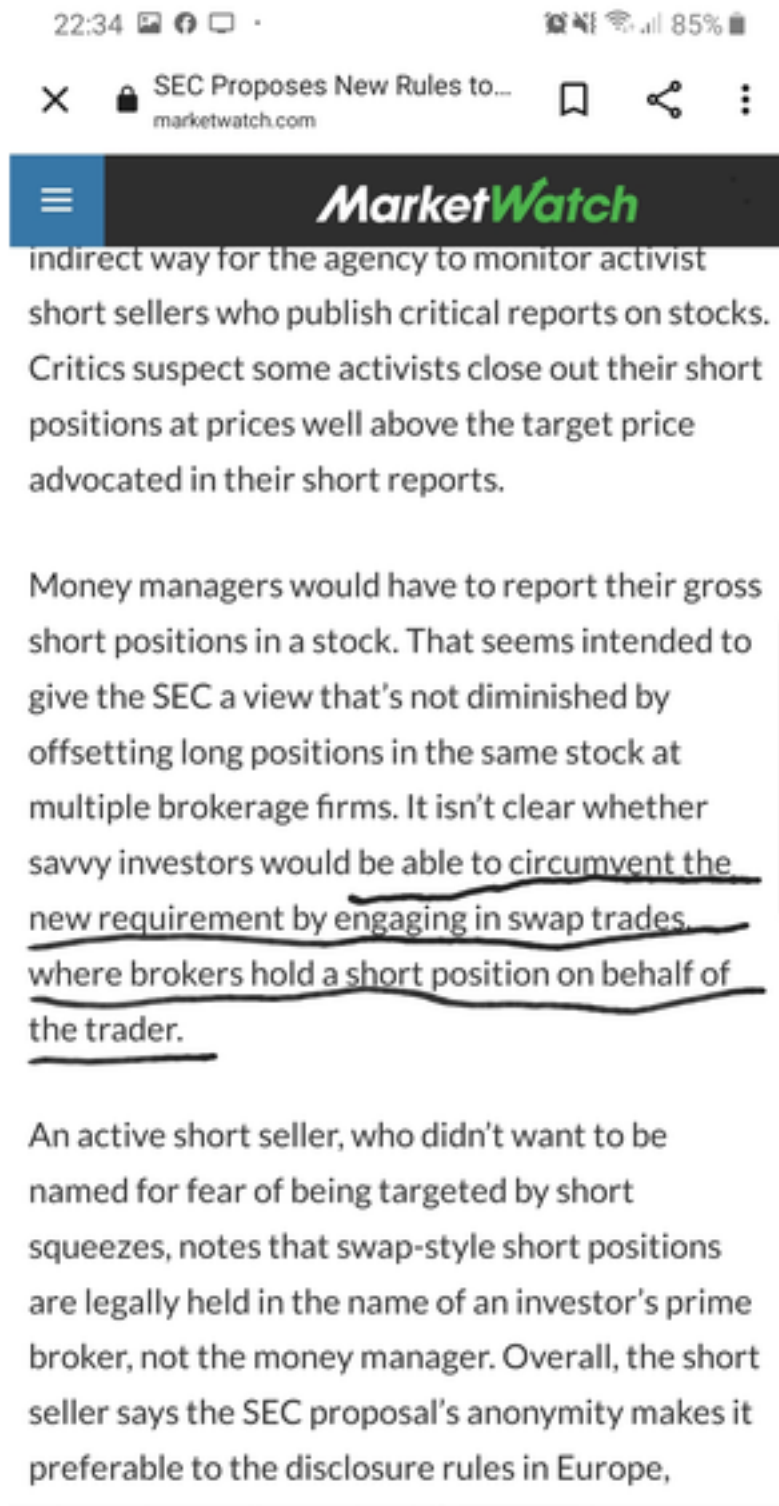 22:34
85%
SEC Proposes New Rules to...
marketwatch.com
MarketWatch
indirect way for the agency to monitor activist
short sellers who publish critical reports on stocks.
Critics suspect some activists close out their short
positions at prices well above the target price
advocated in their short reports.
Money managers would have to report their gross
short positions in a stock. That seems intended to
give the SEC a view that's not diminished by
offsetting long positions in the same stock at
multiple brokerage firms. It isn't clear whether
savvy investors would be able to circumvent the
new requirement by engaging in swap trades,
where brokers hold a short position on behalf of
the trader.
An active short seller, who didn't want to be
named for fear of being targeted by short
squeezes, notes that swap-style short positions
are legally held in the name of an investor's prime
broker, not the money manager. Overall, the short
seller says the SEC proposal's anonymity makes it
preferable to the disclosure rules in Europe,